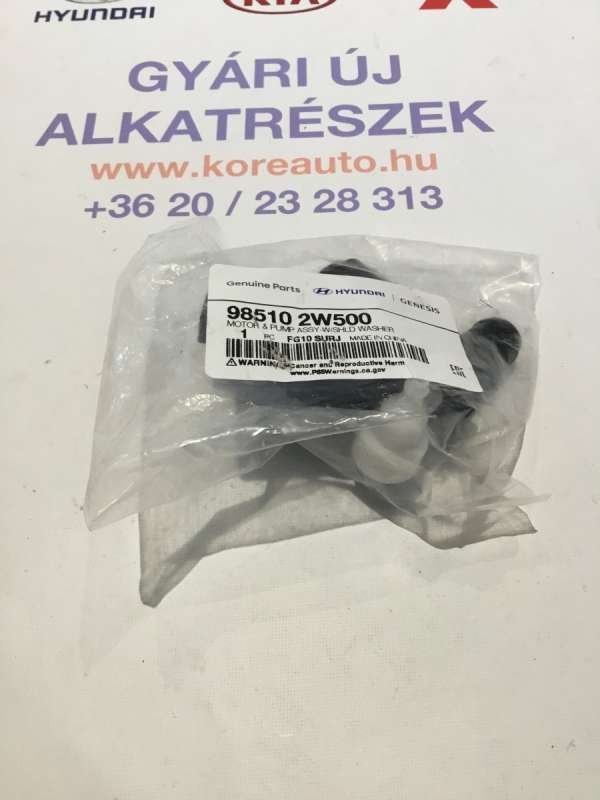 HYUNDAI
KIA
GYÁRI ÚJ
ALKATRÉSZEK
www.koreauto.hu
+36 20 / 23 28 313
Genuine Parts HYUNDAI GENESIS
98510 2W500
MOTOR & PUMP ASSY-W/SHLD WASHER
1 PC FG10 SURJ MADE IN CHINA
WARNING Cancer and Reproductive Harm
www.P65Warnings.ca.gov